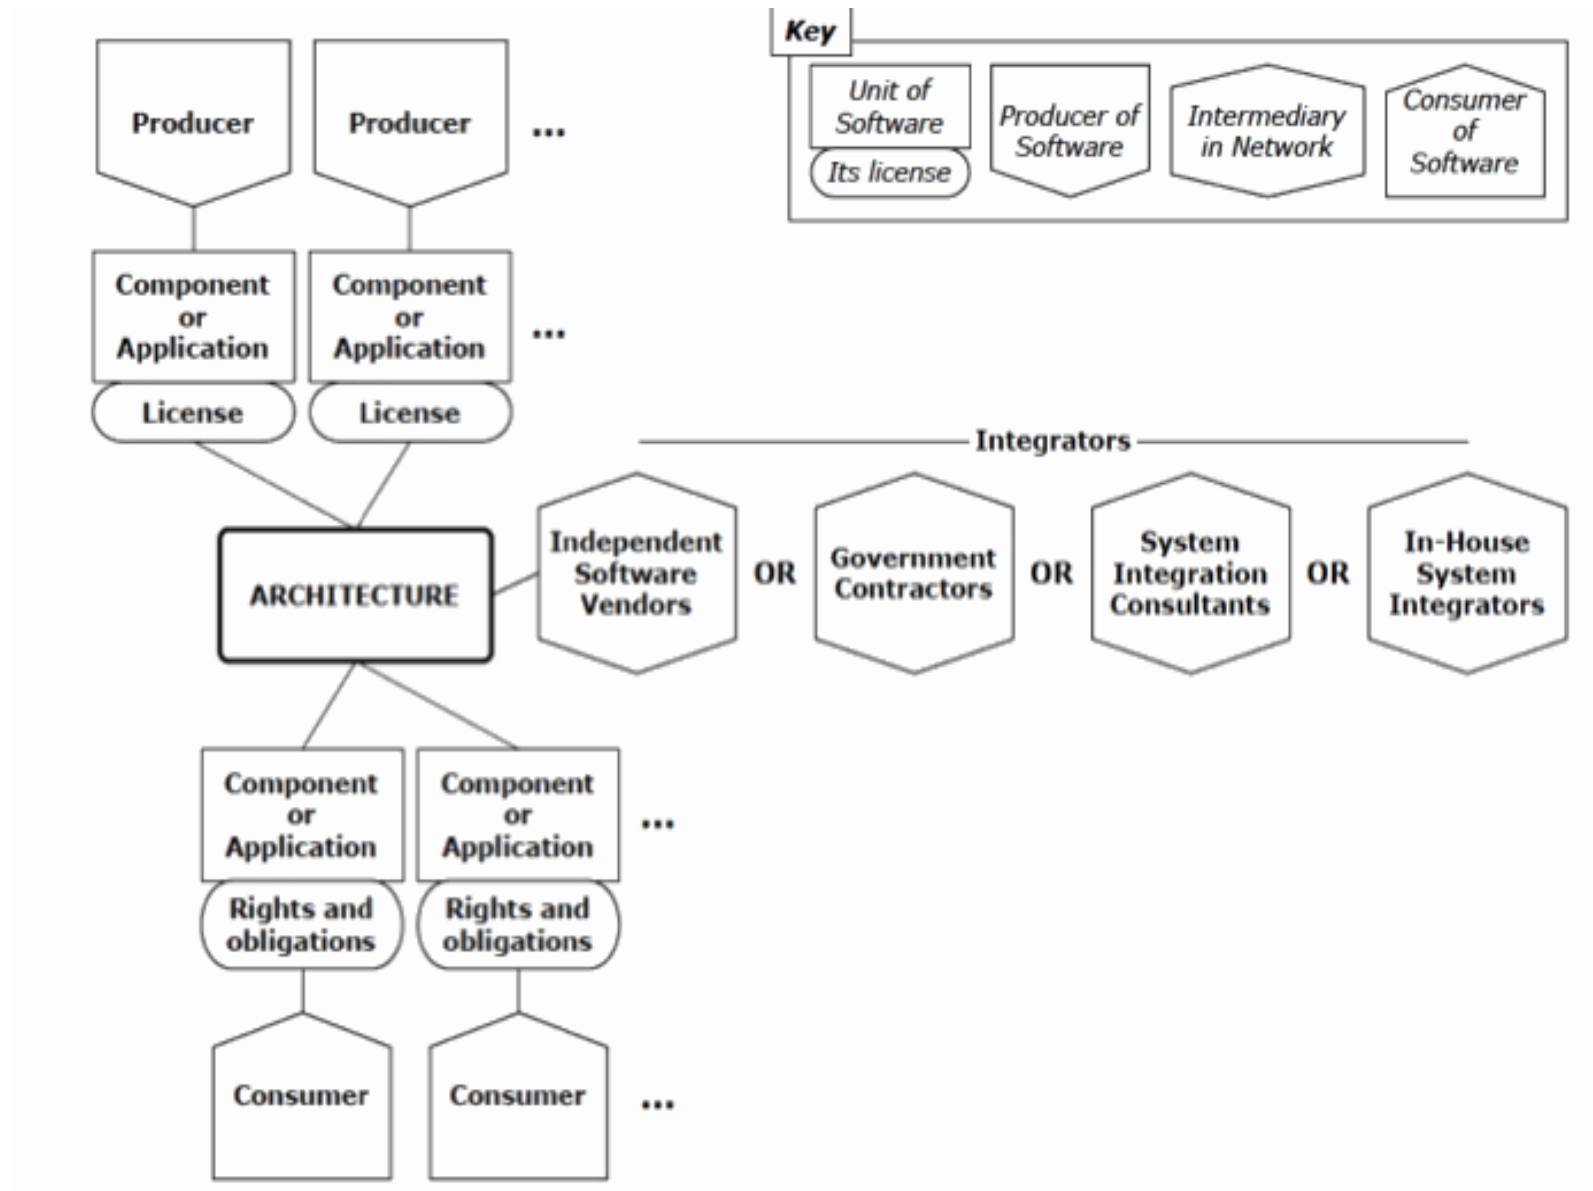 Key
Unit of
Software
Its license
Producer of
Software
Intermediary
in Network
Consumer
of
Software
Producer
Producer
...
Component
or
Application
License
Component
or
Application
License
...
Integrators
ARCHITECTURE
Independent
Software
Vendors
OR
Government
Contractors
OR
System
Integration
Consultants
OR
In-House
System
Integrators
Component
or
Application
Rights and
obligations
Component
or
Application
Rights and
obligations
...
Consumer
Consumer
...